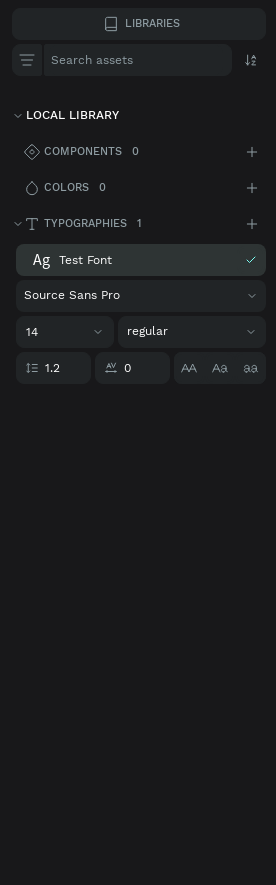 LIBRARIES
Search assets
LOCAL LIBRARY
COMPONENTS 0
COLORS 0
TYPOGRAPHIES 1
Ag Test Font
Source Sans Pro
14 regular
1.2 0 AA Aa aa